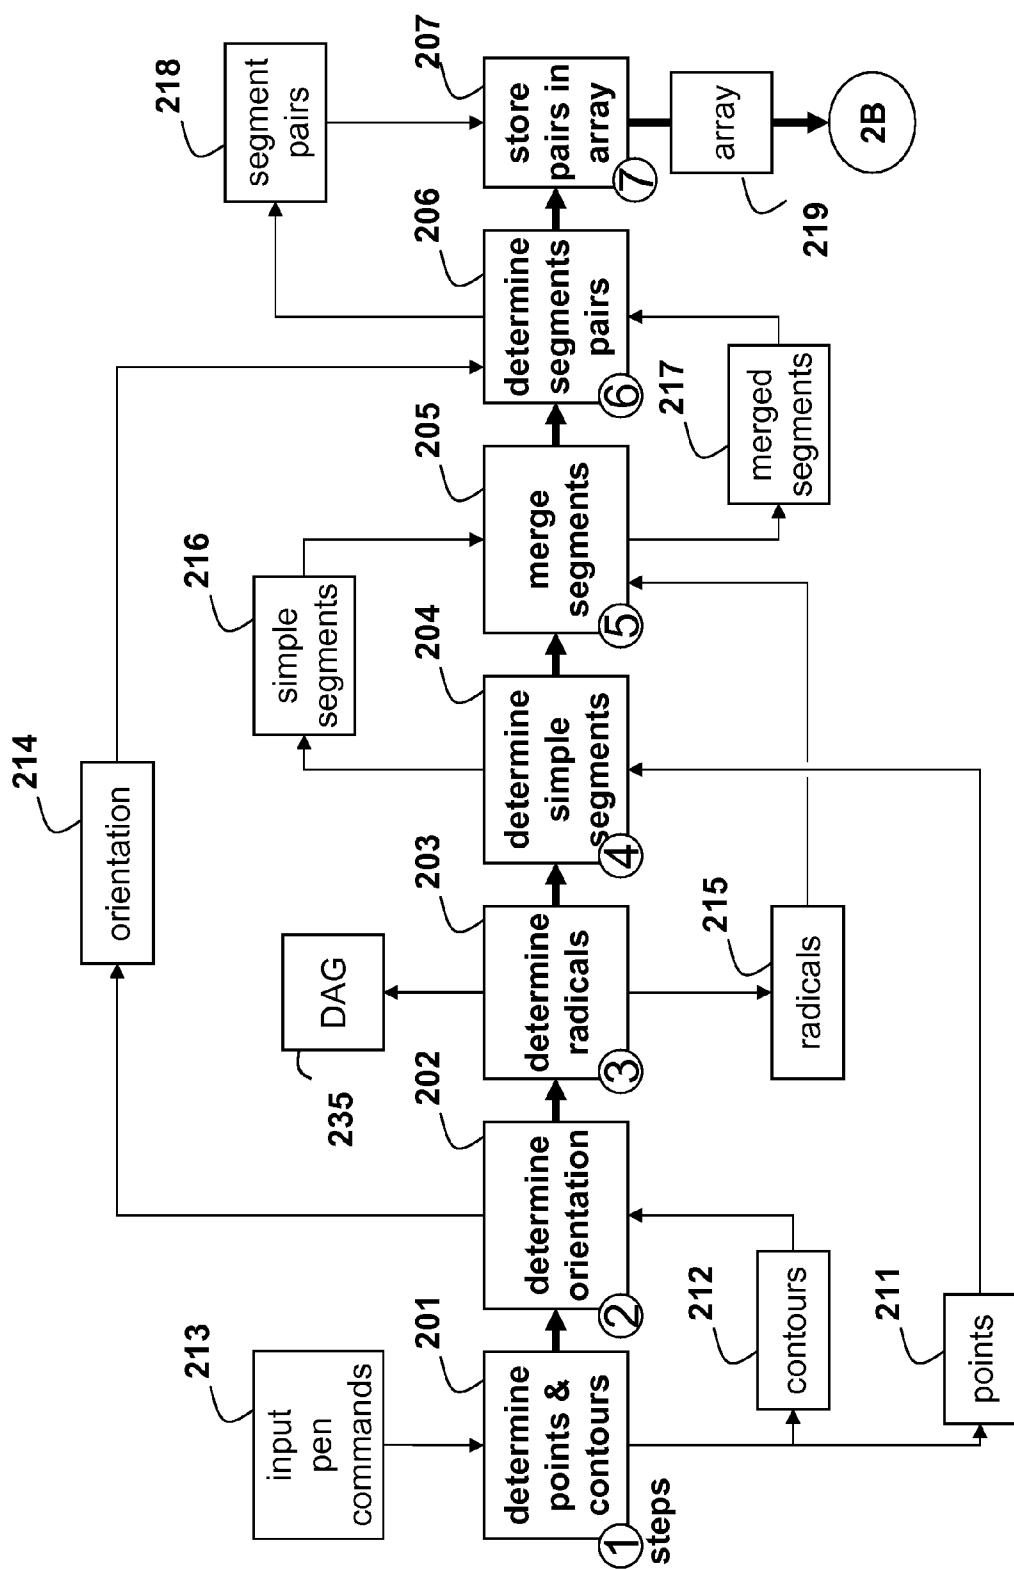 214
orientation
213
input
pen
commands
235
DAG
216
simple
segments
218
segment
pairs
201
determine
points &
contours
1
steps
202
determine
orientation
2
203
determine
radicals
3
204
determine
simple
segments
4
205
merge
segments
5
206
determine
segments
pairs
6
207
store
pairs in
array
7
212
contours
215
radicals
217
merged
segments
219
array
2B
211
points